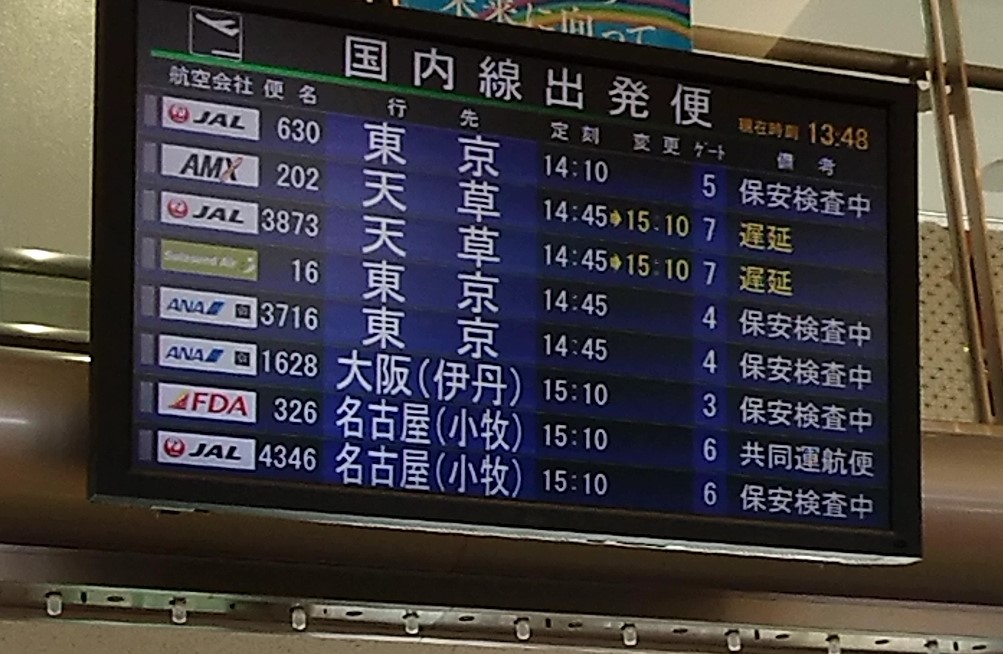 未来に向って
国内線出発便
現在時刻 13:48
航空会社 便名 行先 定刻 変更 ゲート 備考
JAL 630 東京 14:10 5 保安検査中
AMX 202 天草 14:45➡15:10 7 遅延
JAL 3873 天草 14:45➡15:10 7 遅延
Solaseed Air 16 東京 14:45 4 保安検査中
ANA 3716 東京 14:45 4 保安検査中
ANA 1628 大阪(伊丹) 15:10 3 保安検査中
FDA 326 名古屋(小牧) 15:10 6 共同運航便
JAL 4346 名古屋(小牧) 15:10 6 保安検査中